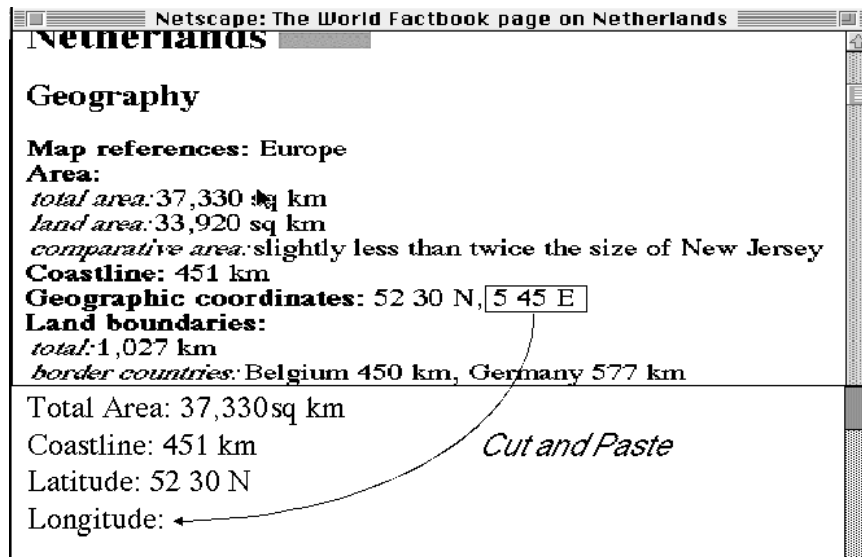 Netscape: The World Factbook page on Netherlands
Netherlands
Geography
Map references: Europe
Area:
total area: 37,330 sq km
land area: 33,920 sq km
comparative area: slightly less than twice the size of New Jersey
Coastline: 451 km
Geographic coordinates: 52 30 N, 5 45 E
Land boundaries:
total: 1,027 km
border countries: Belgium 450 km, Germany 577 km
Total Area: 37,330sq km
Coastline: 451 km
Cut and Paste
Latitude: 52 30 N
Longitude: